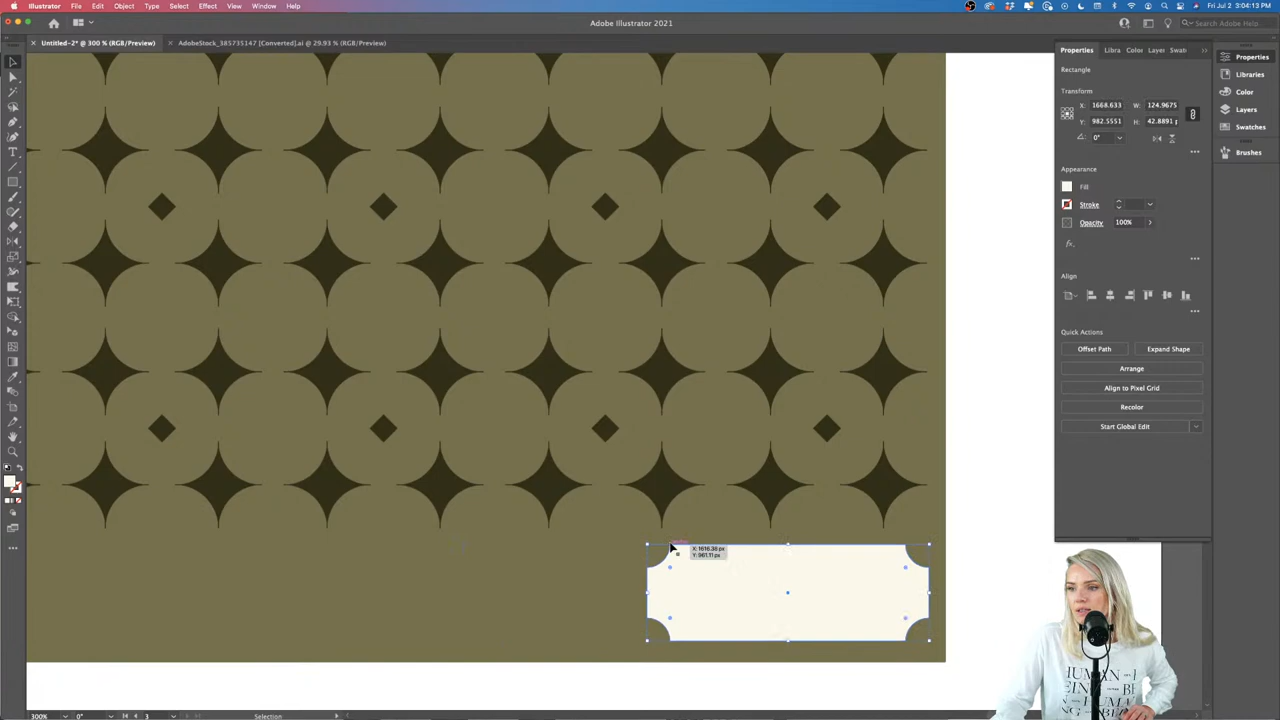 Illustrator File Edit Object Type Select Effect View Window Help Fri Jul 2 3:04:13 PM
Adobe Illustrator 2021
Search Adobe Help
Untitled-2* @ 300 % (RGB/Preview)
AdobeStock_385735147 [Converted].ai @ 29.93 % (RGB/Preview)
Properties Libra Color Layer Swab
Properties
Rectangle
Libraries
Transform
Color
X: 1668.633 W: 124.9675
Layers
Y: 982.5551 H: 42.8891 p
Swatches
0°
Brushes
Appearance
Fill
Stroke
Opacity 100%
Align
Quick Actions
Offset Path Expand Shape
Arrange
Align to Pixel Grid
Recolor
Start Global Edit
X: 1616.36 px
Y: 961.11 px
HUMAN
300% 0° 3 Selection